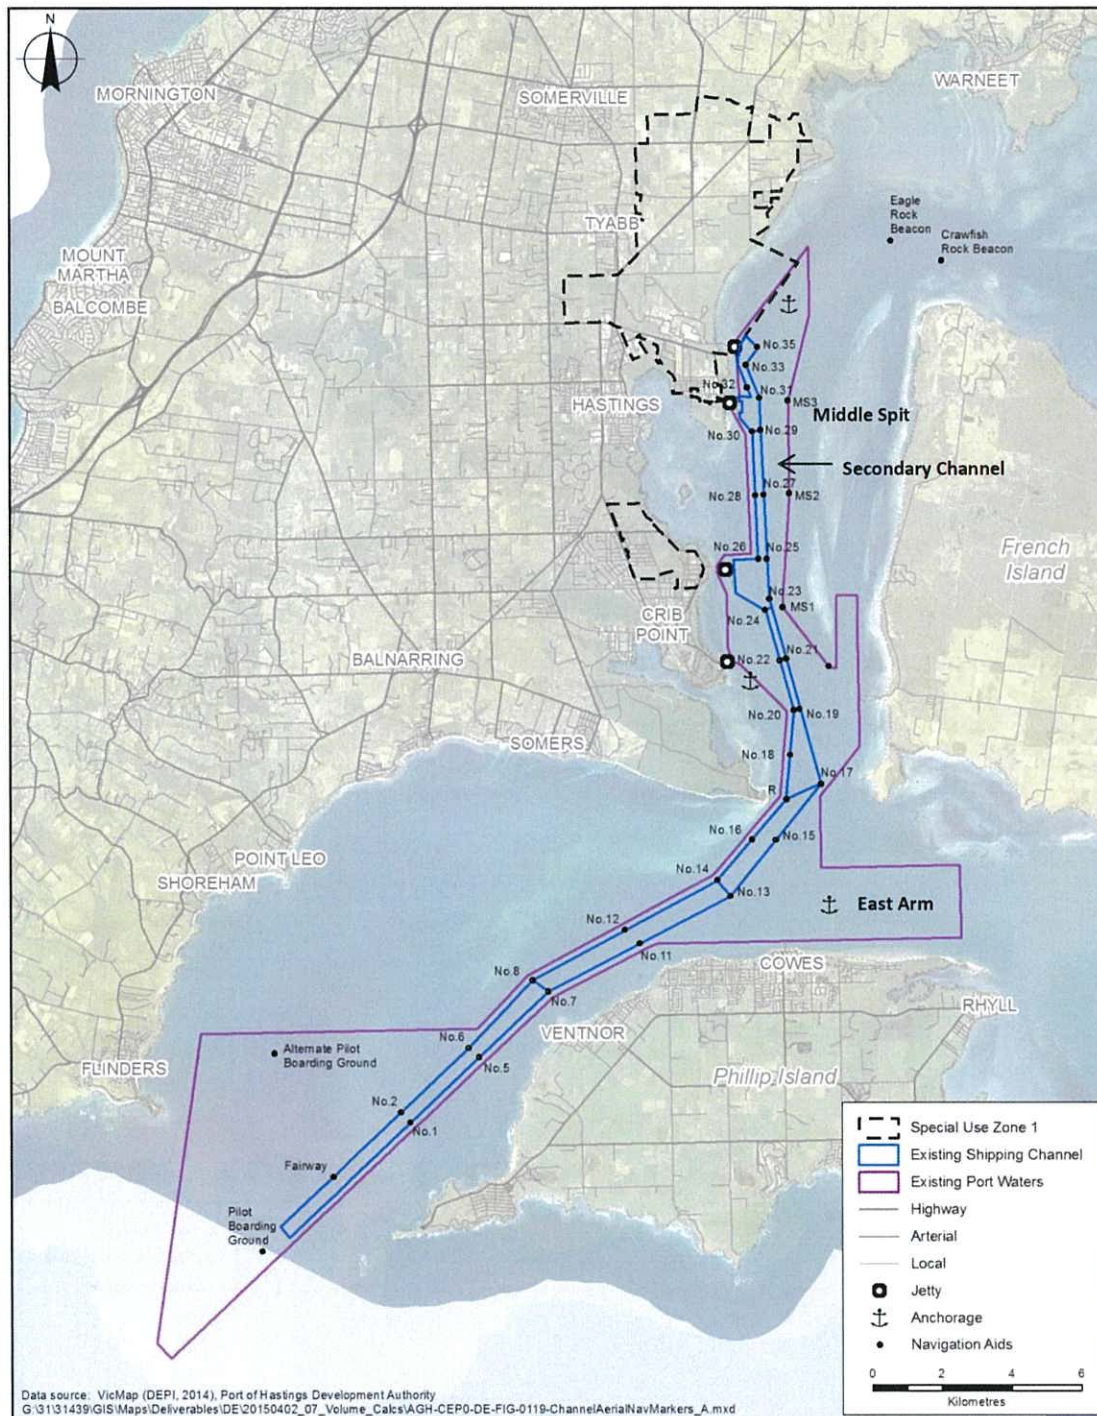 N
WARNEET
MORNINGTON
SOMERVILLE
TYABB
Eagle
Rock
Beacon
Crawfish
Rock Beacon
MOUNT
MARTHA
BALCOMBE
No.35
No.33
No.32
No.31
MS3
HASTINGS
Middle Spit
No.30
No.29
Secondary Channel
No.27
No.28
MS2
No.26
No.25
French
Island
No.23
MS1
No.24
CRIB
POINT
No.21
No.22
BALNARRING
No.20
No.19
SOMERS
No.18
No.17
R
No.16
No.15
POINT LEO
No.14
SHOREHAM
No.13
East Arm
No.12
No.11
COWES
No.8
No.7
RHYLL
VENTNOR
No.6
No.5
Alternate Pilot
Boarding Ground
FLINDERS
Phillip Island
No.2
No.1
Fairway
Pilot
Boarding
Ground
Special Use Zone 1
Existing Shipping Channel
Existing Port Waters
Highway
Arterial
Local
Jetty
Anchorage
Navigation Aids
0 2 4 6
Kilometres
Data source: VicMap (DEPI, 2014), Port of Hastings Development Authority
G:\31\31439\GIS\Maps\Deliverables\DE\20150402_07_Volume_Calcs\AGH-CEP0-DE-FIG-0119-ChannelAerialNavMarkers_A.mxd